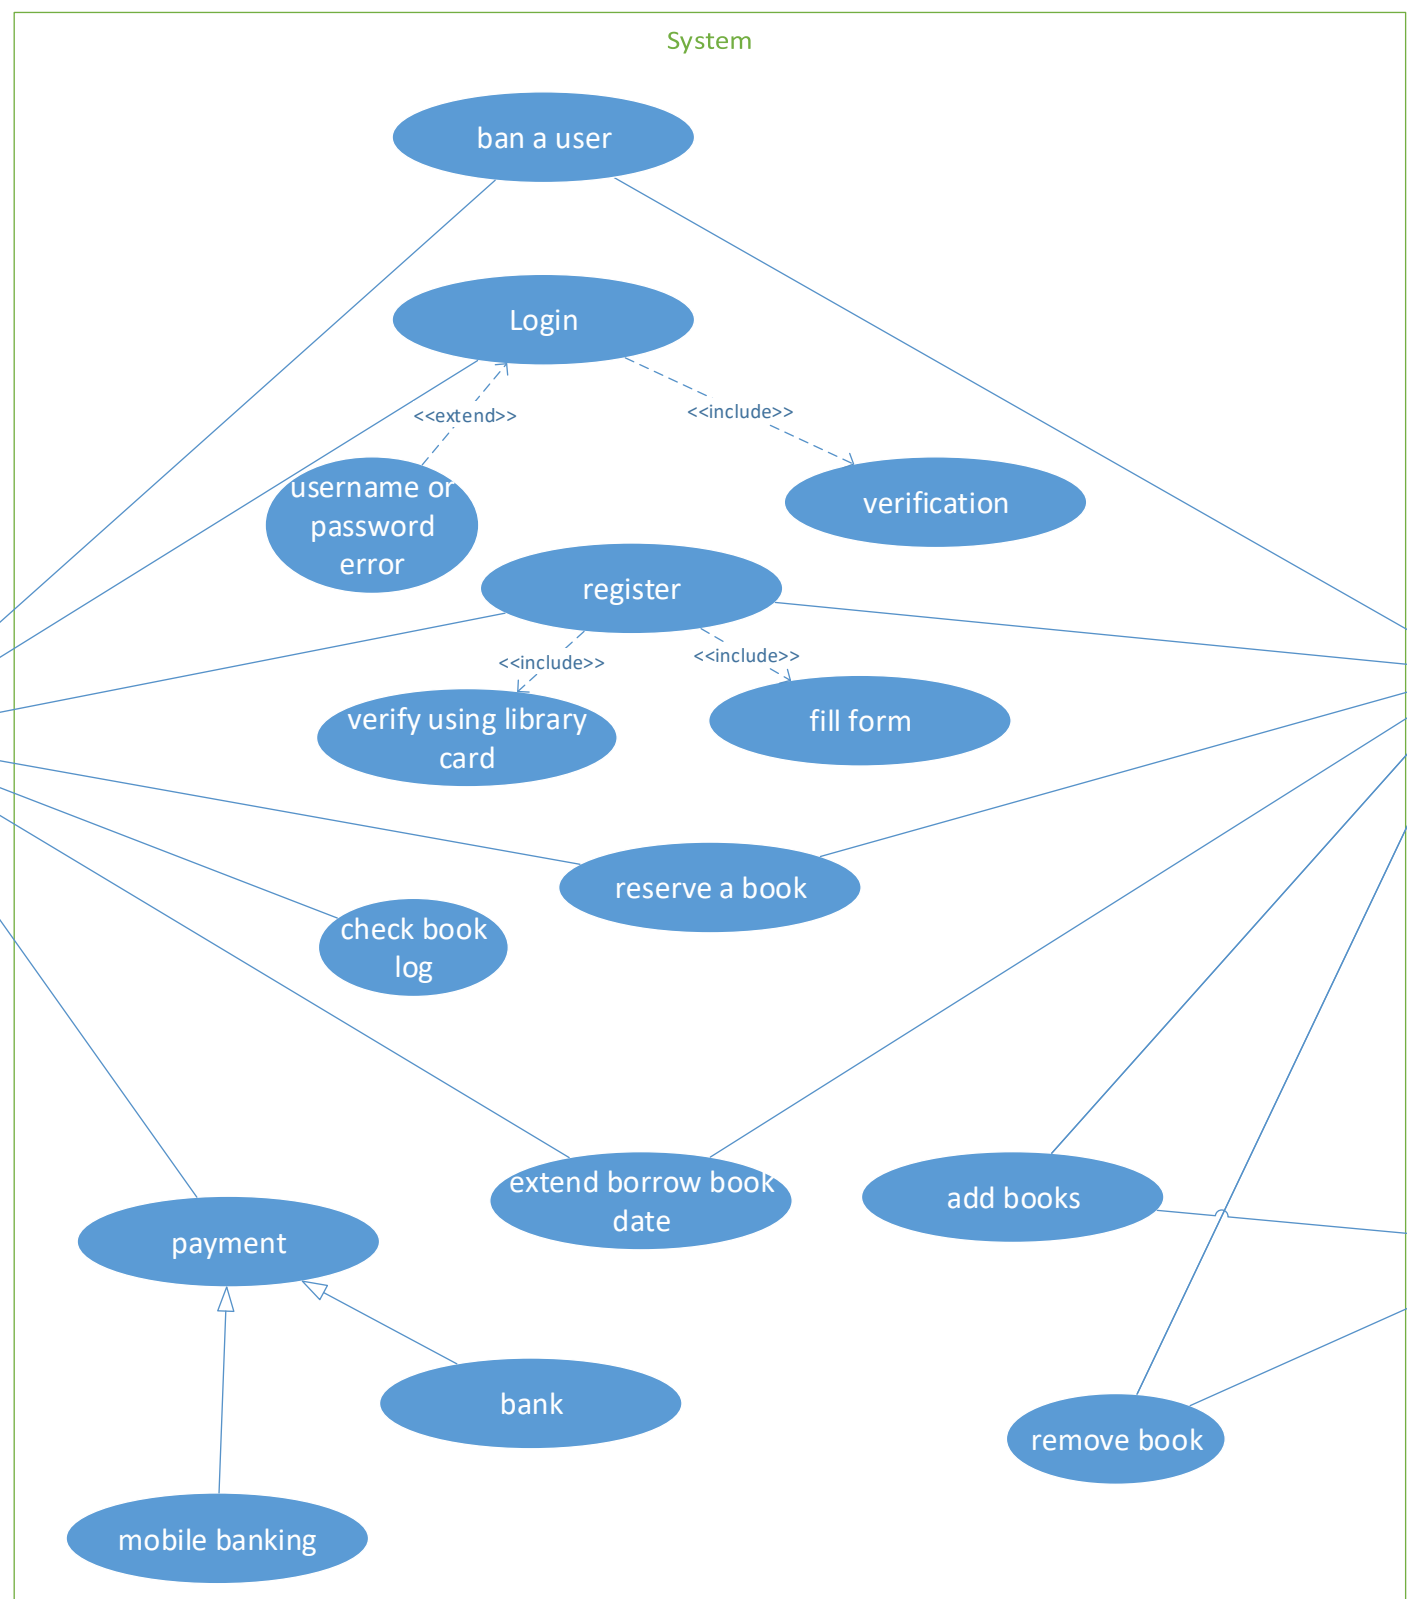 System
ban a user
Login
<<extend>>
<<include>>
username or
password
error
verification
register
<<include>>
<<include>>
verify using library
card
fill form
reserve a book
check book
log
extend borrow book
date
add books
payment
bank
remove book
mobile banking